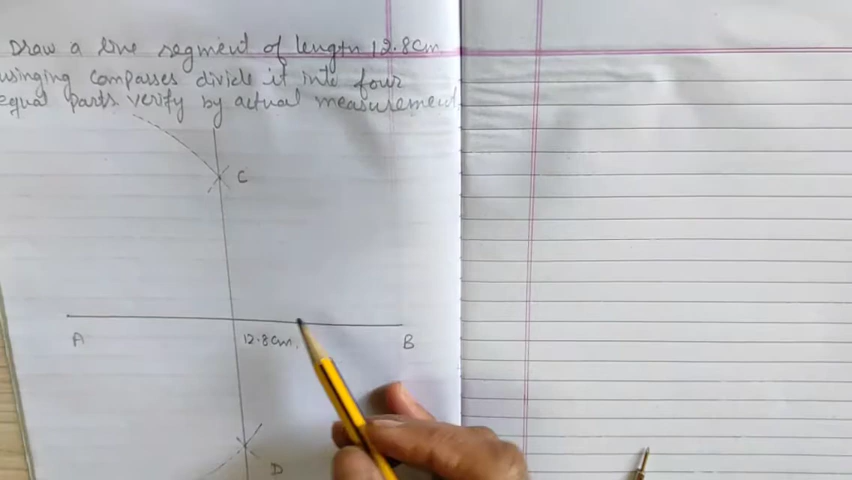 Draw a line segment of length 12.8cm
usinging compasses divide it into four
equal parts verify by actual measurement.
C
A
12.8cm.
B
D